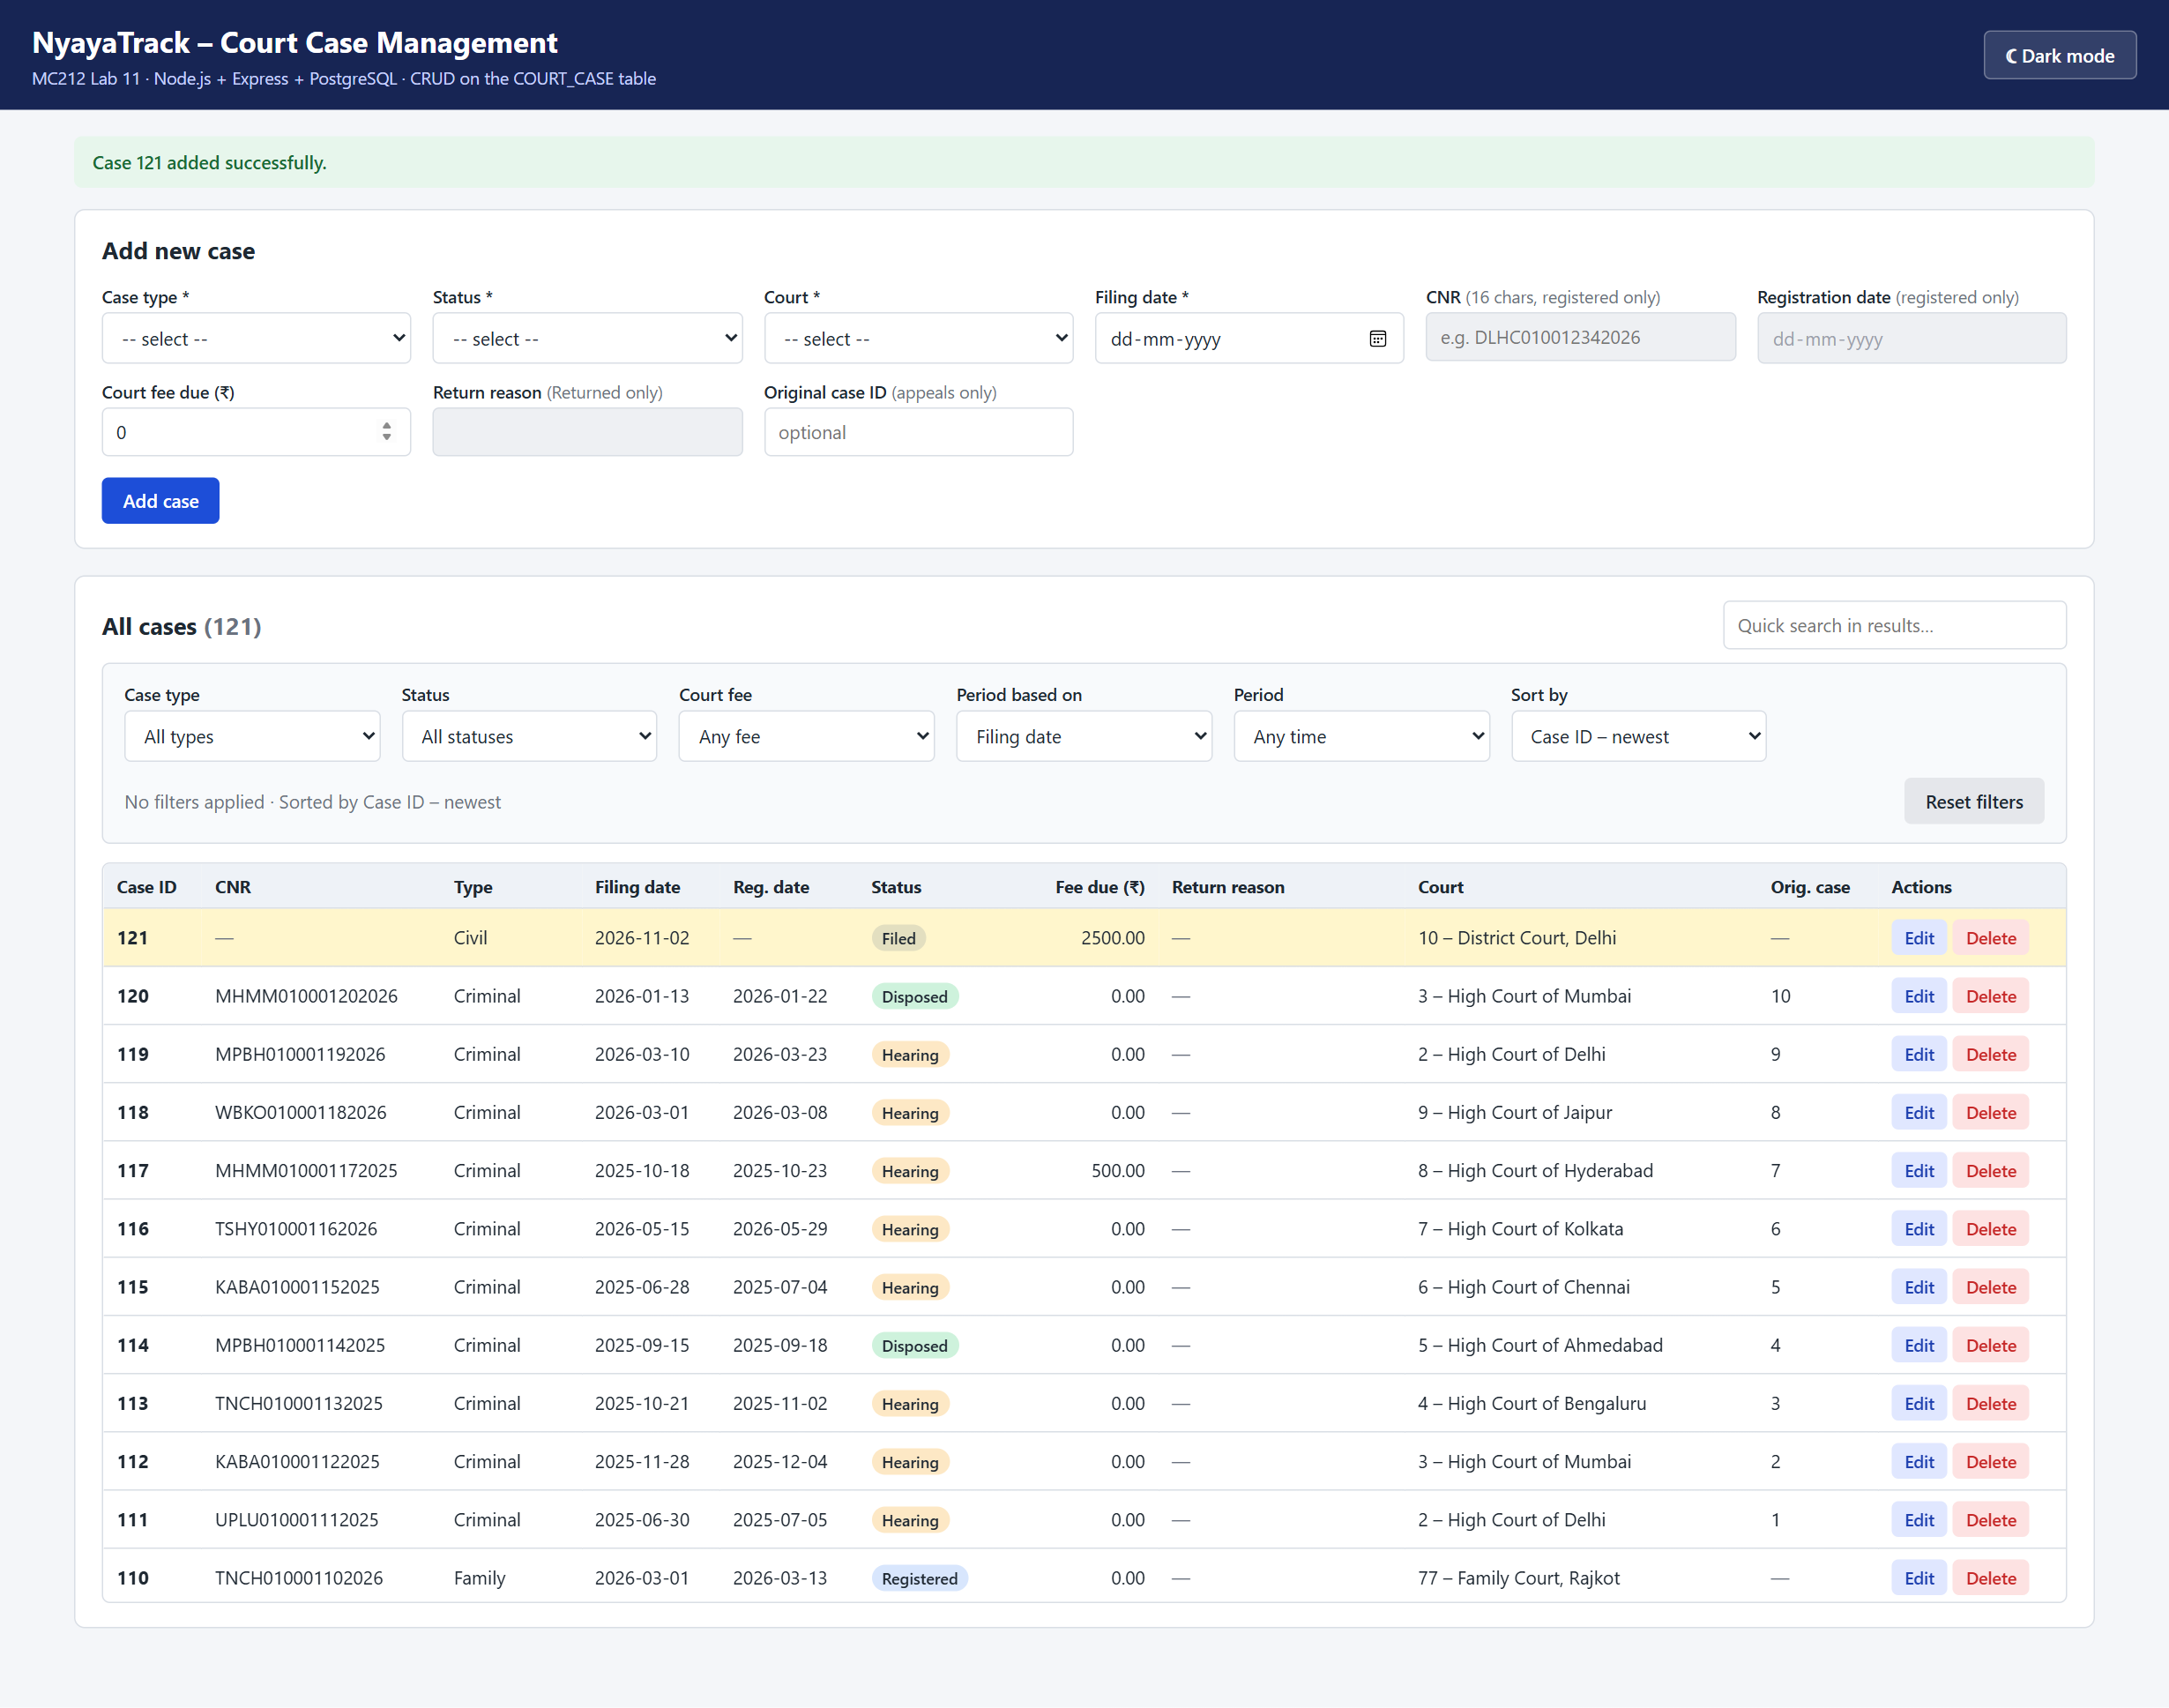 NyayaTrack – Court Case Management
MC212 Lab 11 · Node.js + Express + PostgreSQL · CRUD on the COURT_CASE table
Dark mode
Case 121 added successfully.
Add new case
Case type * Status * Court * Filing date * CNR (16 chars, registered only) Registration date (registered only)
-- select -- -- select -- -- select -- dd-mm-yyyy e.g. DLHC010012342026 dd-mm-yyyy
Court fee due (₹) Return reason (Returned only) Original case ID (appeals only)
0 optional
Add case
All cases (121) Quick search in results...
Case type Status Court fee Period based on Period Sort by
All types All statuses Any fee Filing date Any time Case ID – newest
No filters applied · Sorted by Case ID – newest Reset filters
Case ID CNR Type Filing date Reg. date Status Fee due (₹) Return reason Court Orig. case Actions
121 — Civil 2026-11-02 — Filed 2500.00 — 10 – District Court, Delhi — Edit Delete
120 MHMM010001202026 Criminal 2026-01-13 2026-01-22 Disposed 0.00 — 3 – High Court of Mumbai 10 Edit Delete
119 MPBH010001192026 Criminal 2026-03-10 2026-03-23 Hearing 0.00 — 2 – High Court of Delhi 9 Edit Delete
118 WBKO010001182026 Criminal 2026-03-01 2026-03-08 Hearing 0.00 — 9 – High Court of Jaipur 8 Edit Delete
117 MHMM010001172025 Criminal 2025-10-18 2025-10-23 Hearing 500.00 — 8 – High Court of Hyderabad 7 Edit Delete
116 TSHY010001162026 Criminal 2026-05-15 2026-05-29 Hearing 0.00 — 7 – High Court of Kolkata 6 Edit Delete
115 KABA010001152025 Criminal 2025-06-28 2025-07-04 Hearing 0.00 — 6 – High Court of Chennai 5 Edit Delete
114 MPBH010001142025 Criminal 2025-09-15 2025-09-18 Disposed 0.00 — 5 – High Court of Ahmedabad 4 Edit Delete
113 TNCH010001132025 Criminal 2025-10-21 2025-11-02 Hearing 0.00 — 4 – High Court of Bengaluru 3 Edit Delete
112 KABA010001122025 Criminal 2025-11-28 2025-12-04 Hearing 0.00 — 3 – High Court of Mumbai 2 Edit Delete
111 UPLU010001112025 Criminal 2025-06-30 2025-07-05 Hearing 0.00 — 2 – High Court of Delhi 1 Edit Delete
110 TNCH010001102026 Family 2026-03-01 2026-03-13 Registered 0.00 — 77 – Family Court, Rajkot — Edit Delete